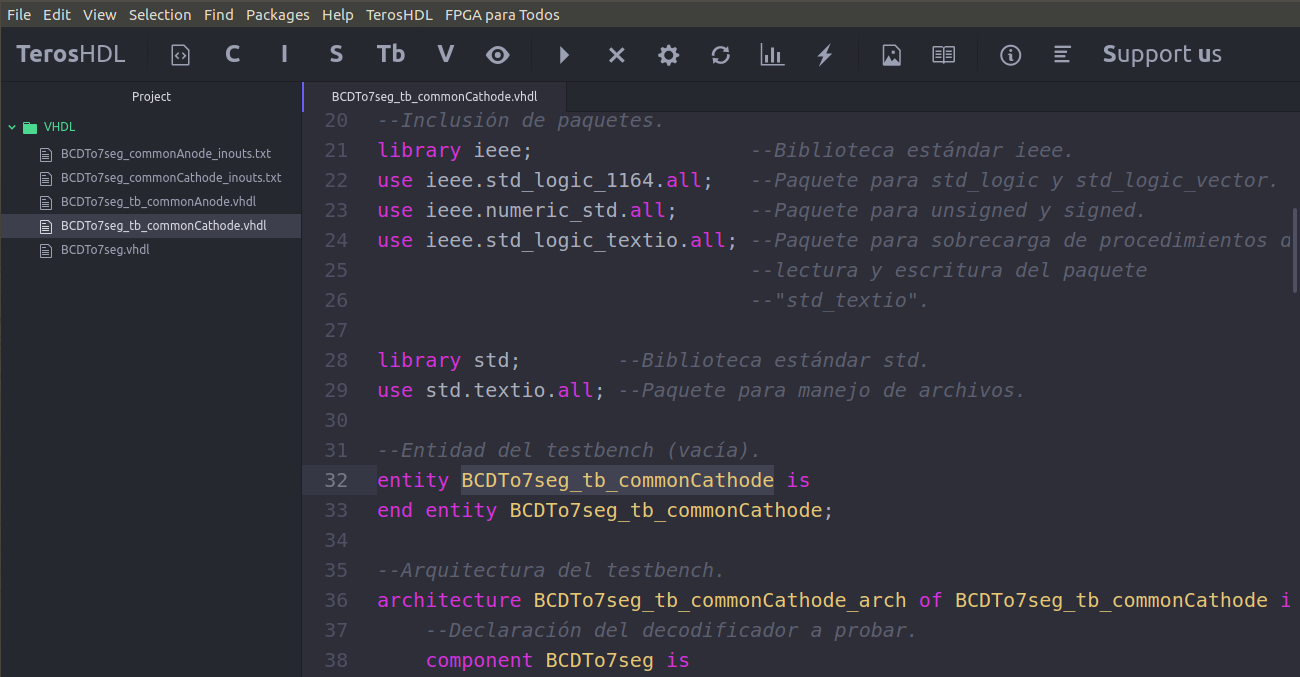 File Edit View Selection Find Packages Help TerosHDL FPGA para Todos
TerosHDL C I S Tb V Support us
Project
BCDTo7seg_tb_commonCathode.vhdl
VHDL
BCDTo7seg_commonAnode_inouts.txt
BCDTo7seg_commonCathode_inouts.txt
BCDTo7seg_tb_commonAnode.vhdl
BCDTo7seg_tb_commonCathode.vhdl
BCDTo7seg.vhdl
20 --Inclusión de paquetes.
21 library ieee; --Biblioteca estándar ieee.
22 use ieee.std_logic_1164.all; --Paquete para std_logic y std_logic_vector.
23 use ieee.numeric_std.all; --Paquete para unsigned y signed.
24 use ieee.std_logic_textio.all; --Paquete para sobrecarga de procedimientos d
25 --lectura y escritura del paquete
26 --"std_textio".
27
28 library std; --Biblioteca estándar std.
29 use std.textio.all; --Paquete para manejo de archivos.
30
31 --Entidad del testbench (vacía).
32 entity BCDTo7seg_tb_commonCathode is
33 end entity BCDTo7seg_tb_commonCathode;
34
35 --Arquitectura del testbench.
36 architecture BCDTo7seg_tb_commonCathode_arch of BCDTo7seg_tb_commonCathode i
37 --Declaración del decodificador a probar.
38 component BCDTo7seg is